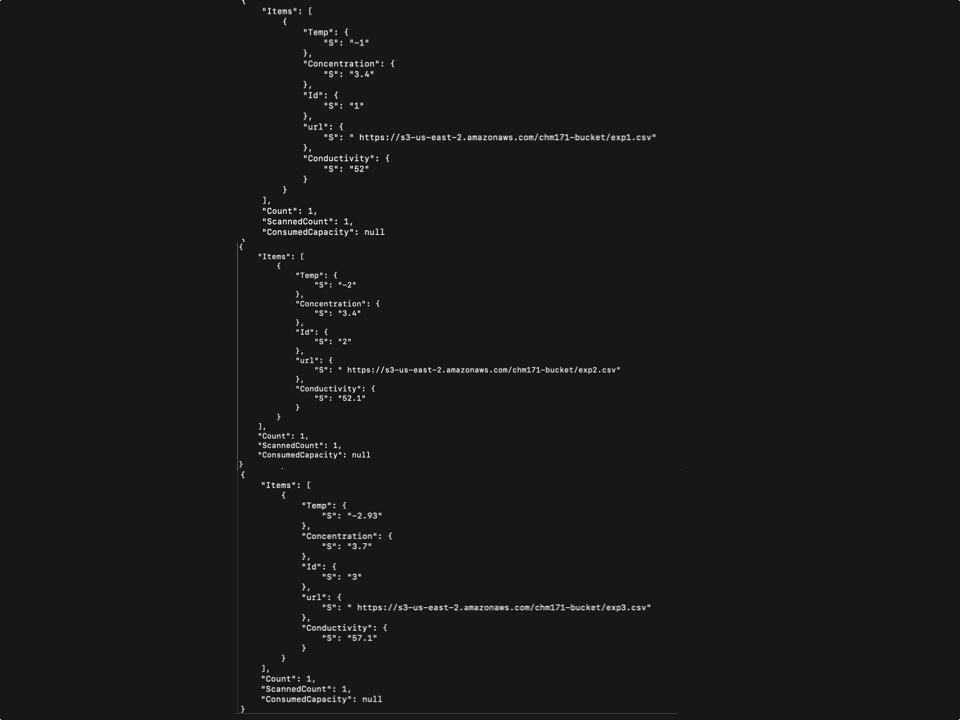 {
"Items": [
{
"Temp": {
"S": "-1"
},
"Concentration": {
"S": "3.4"
},
"Id": {
"S": "1"
},
"url": {
"S": " https://s3-us-east-2.amazonaws.com/chm171-bucket/exp1.csv"
},
"Conductivity": {
"S": "52"
}
}
],
"Count": 1,
"ScannedCount": 1,
"ConsumedCapacity": null
}
{
"Items": [
{
"Temp": {
"S": "-2"
},
"Concentration": {
"S": "3.4"
},
"Id": {
"S": "2"
},
"url": {
"S": " https://s3-us-east-2.amazonaws.com/chm171-bucket/exp2.csv"
},
"Conductivity": {
"S": "52.1"
}
}
],
"Count": 1,
"ScannedCount": 1,
"ConsumedCapacity": null
}
{
"Items": [
{
"Temp": {
"S": "-2.93"
},
"Concentration": {
"S": "3.7"
},
"Id": {
"S": "3"
},
"url": {
"S": " https://s3-us-east-2.amazonaws.com/chm171-bucket/exp3.csv"
},
"Conductivity": {
"S": "57.1"
}
}
],
"Count": 1,
"ScannedCount": 1,
"ConsumedCapacity": null
}